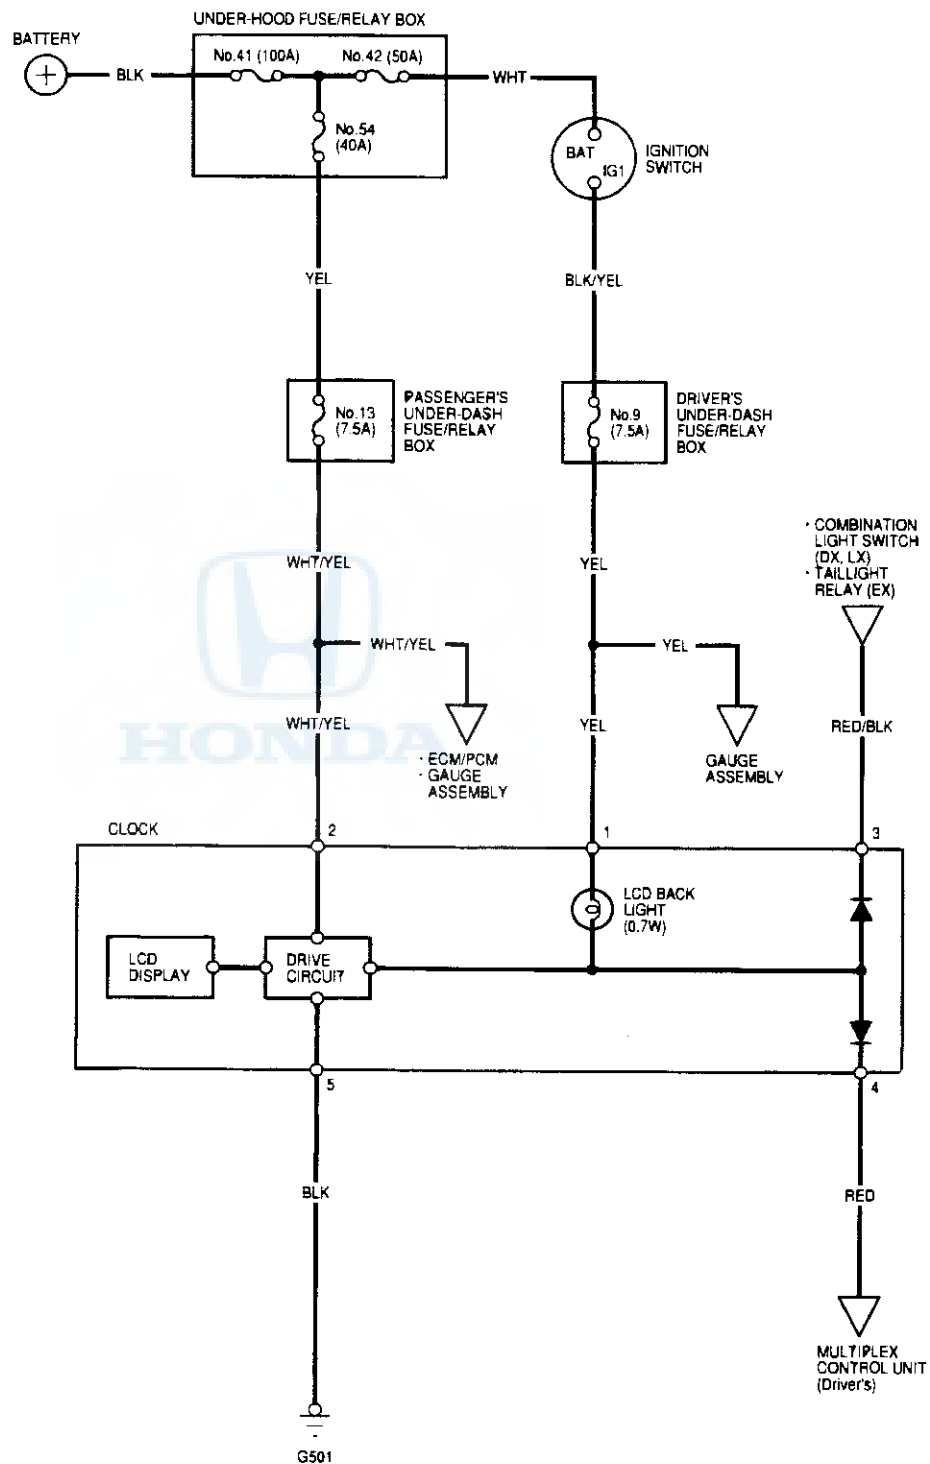 UNDER-HOOD FUSE/RELAY BOX
BATTERY
No.41 (100A)
No.42 (50A)
+
BLK
WHT
No.54
(40A)
BAT
IG1
IGNITION
SWITCH
YEL
BLK/YEL
No.13
(7.5A)
PASSENGER'S
UNDER-DASH
FUSE/RELAY
BOX
No.9
(7.5A)
DRIVER'S
UNDER-DASH
FUSE/RELAY
BOX
· COMBINATION
LIGHT SWITCH
(DX, LX)
· TAILLIGHT
RELAY (EX)
WHT/YEL
YEL
WHT/YEL
YEL
WHT/YEL
YEL
RED/BLK
HONDA
· ECM/PCM
· GAUGE
ASSEMBLY
GAUGE
ASSEMBLY
CLOCK
2
1
3
LCD BACK
LIGHT
(0.7W)
LCD
DISPLAY
DRIVE
CIRCUIT
5
4
BLK
RED
MULTIPLEX
CONTROL UNIT
(Driver's)
G501